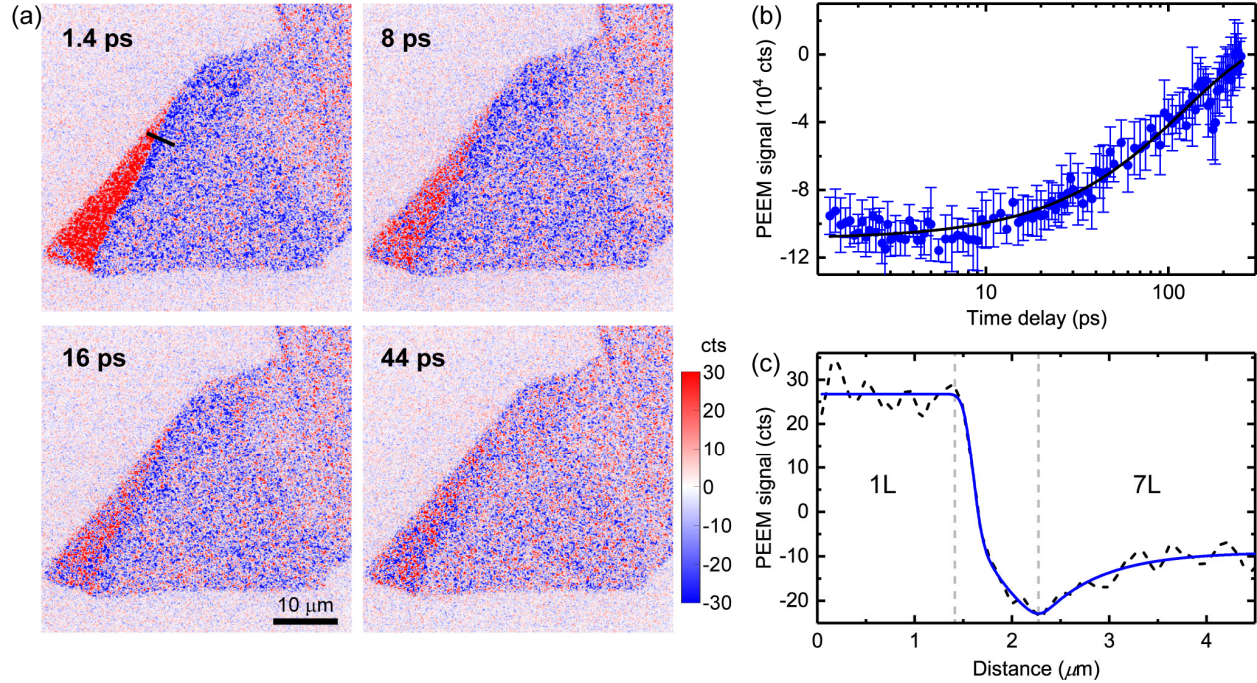 (a)
1.4 ps
8 ps
16 ps
44 ps
10 μm
cts
30
20
10
0
-10
-20
-30
(b)
PEEM signal (10⁴ cts)
0
-4
-8
-12
10
100
Time delay (ps)
(c)
PEEM signal (cts)
30
20
10
0
-10
-20
1L
7L
0
1
2
3
4
Distance (μm)